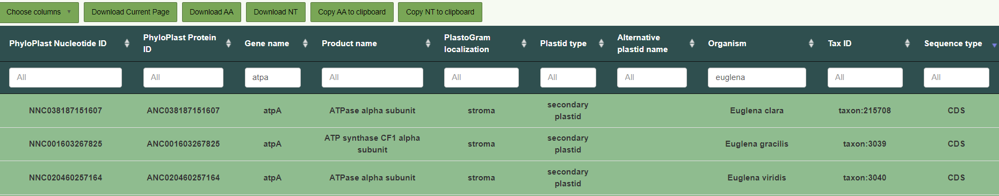 Choose columns ▼ Download Current Page Download AA Download NT Copy AA to clipboard Copy NT to clipboard
PhyloPlast Nucleotide ID PhyloPlast Protein ID Gene name Product name PlastoGram localization Plastid type Alternative plastid name Organism Tax ID Sequence type
All All atpa All All All All euglena All All
NNC038187151607 ANC038187151607 atpA ATPase alpha subunit stroma secondary plastid Euglena clara taxon:215708 CDS
NNC001603267825 ANC001603267825 atpA ATP synthase CF1 alpha subunit stroma secondary plastid Euglena gracilis taxon:3039 CDS
NNC020460257164 ANC020460257164 atpA ATPase alpha subunit stroma secondary plastid Euglena viridis taxon:3040 CDS